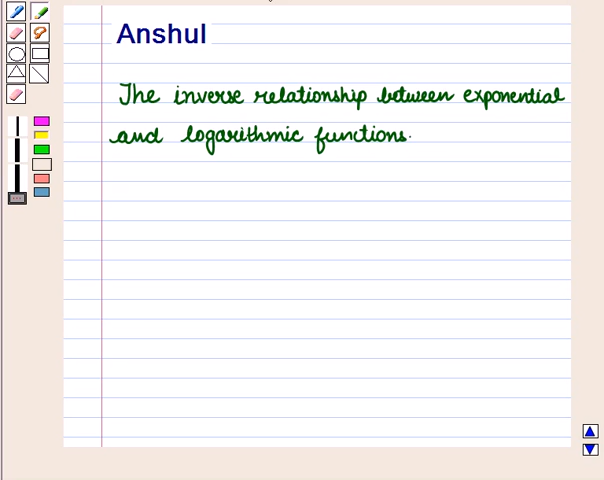 Anshul
The inverse relationship between exponential
and logarithmic functions.